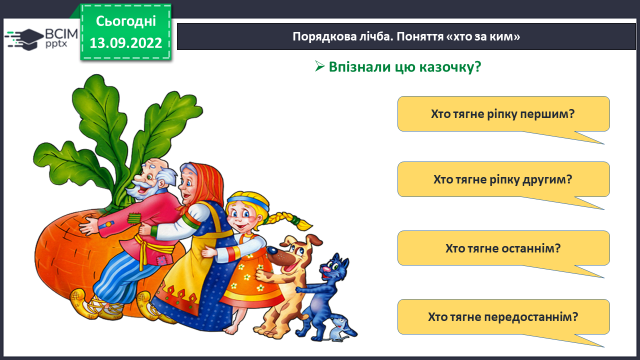 ВСІМ
pptx
Сьогодні
13.09.2022
Порядкова лічба. Поняття «хто за ким»
Впізнали цю казочку?
Хто тягне ріпку першим?
Хто тягне ріпку другим?
Хто тягне останнім?
Хто тягне передостаннім?